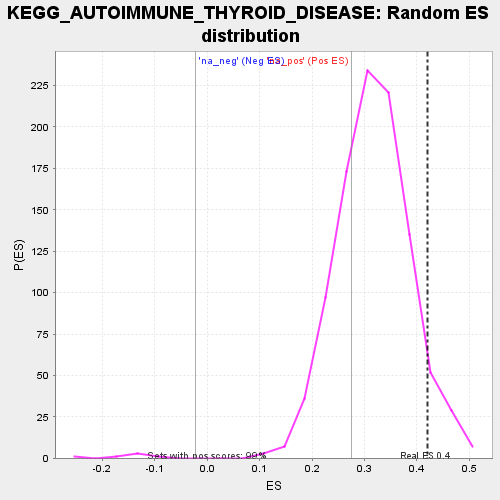 KEGG_AUTOIMMUNE_THYROID_DISEASE: Random ES
distribution
'na_neg' (Neg ES) 'na_pos' (Pos ES)
225
200
175
150
125
100
75
50
25
0
P(ES)
Sets with pos scores: 99%
Real ES 0.4
-0.2 -0.1 0.0 0.1 0.2 0.3 0.4 0.5
ES